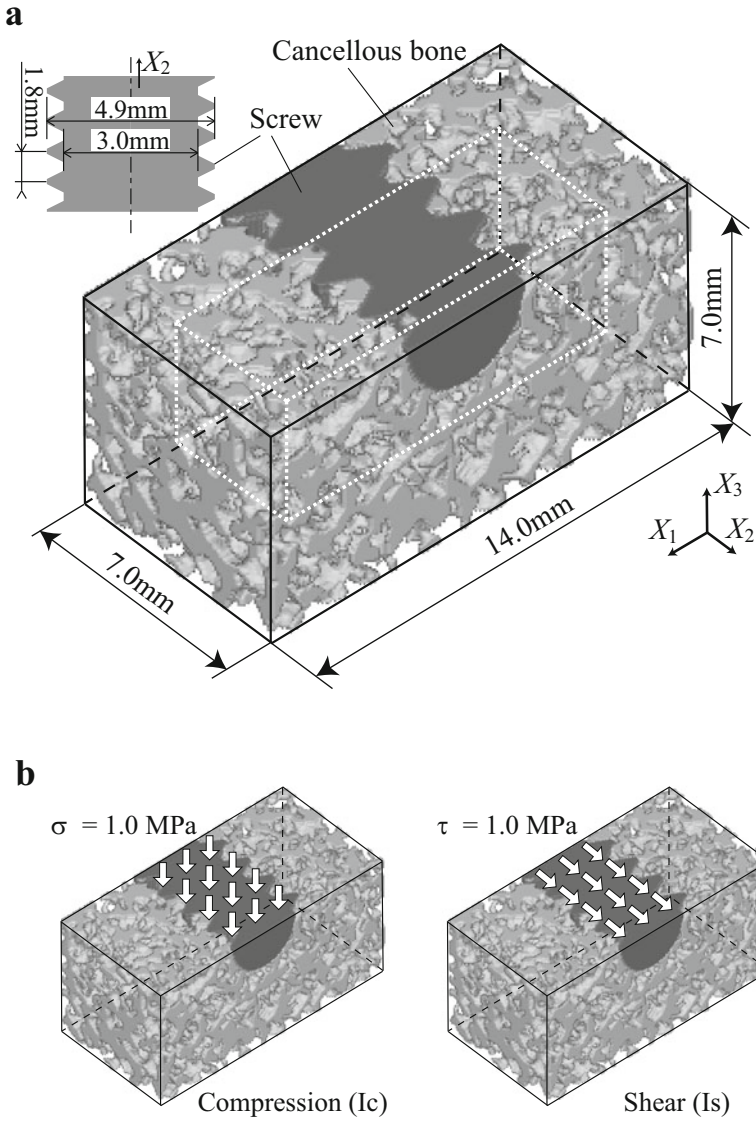 a
X2
Cancellous bone
1.8mm
4.9mm
Screw
3.0mm
7.0mm
X3
X1
X2
14.0mm
7.0mm
b
σ = 1.0 MPa
τ = 1.0 MPa
Compression (Ic)
Shear (Is)